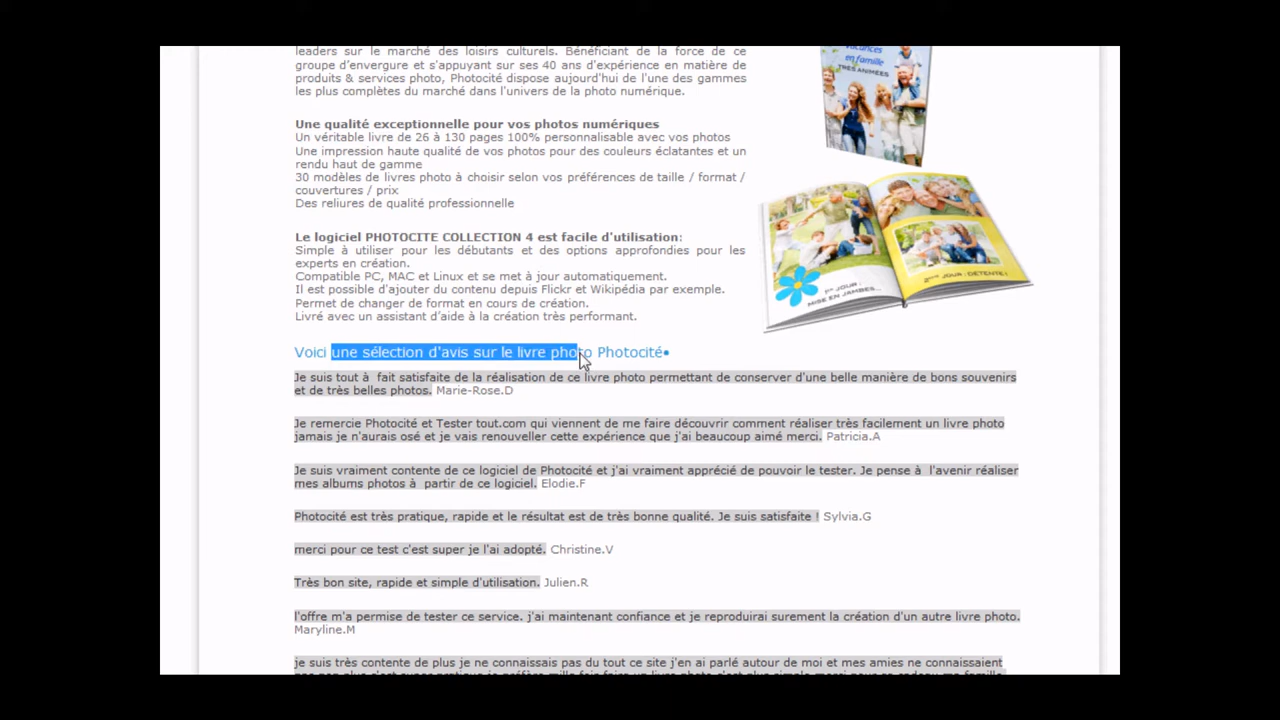 leaders sur le marché des loisirs culturels. Bénéficiant de la force de ce
groupe d'envergure et s'appuyant sur ses 40 ans d'expérience en matière de
produits & services photo, Photocité dispose aujourd'hui de l'une des gammes
les plus complètes du marché dans l'univers de la photo numérique.
Une qualité exceptionnelle pour vos photos numériques
Un véritable livre de 26 à 130 pages 100% personnalisable avec vos photos
Une impression haute qualité de vos photos pour des couleurs éclatantes et un
rendu haut de gamme
30 modèles de livres photo à choisir selon vos préférences de taille / format /
couvertures / prix
Des reliures de qualité professionnelle
Le logiciel PHOTOCITE COLLECTION 4 est facile d'utilisation:
Simple à utiliser pour les débutants et des options approfondies pour les
experts en création.
Compatible PC, MAC et Linux et se met à jour automatiquement.
Il est possible d'ajouter du contenu depuis Flickr et Wikipédia par exemple.
Permet de changer de format en cours de création.
Livré avec un assistant d'aide à la création très performant.
vacances
en famille
TRES ANIMEES
1er JOUR :
MISE EN JAMBES...
2ème JOUR : DÉTENTE !
Voici une sélection d'avis sur le livre photo Photocité•
Je suis tout à  fait satisfaite de la réalisation de ce livre photo permettant de conserver d'une belle manière de bons souvenirs
et de très belles photos. Marie-Rose.D
Je remercie Photocité et Tester tout.com qui viennent de me faire découvrir comment réaliser très facilement un livre photo
jamais je n'aurais osé et je vais renouveller cette expérience que j'ai beaucoup aimé merci. Patricia.A
Je suis vraiment contente de ce logiciel de Photocité et j'ai vraiment apprécié de pouvoir le tester. Je pense à  l'avenir réaliser
mes albums photos à  partir de ce logiciel. Elodie.F
Photocité est très pratique, rapide et le résultat est de très bonne qualité. Je suis satisfaite ! Sylvia.G
merci pour ce test c'est super je l'ai adopté. Christine.V
Très bon site, rapide et simple d'utilisation. Julien.R
l'offre m'a permise de tester ce service. j'ai maintenant confiance et je reproduirai surement la création d'un autre livre photo.
Maryline.M
je suis très contente de plus je ne connaissais pas du tout ce site j'en ai parlé autour de moi et mes amies ne connaissaient